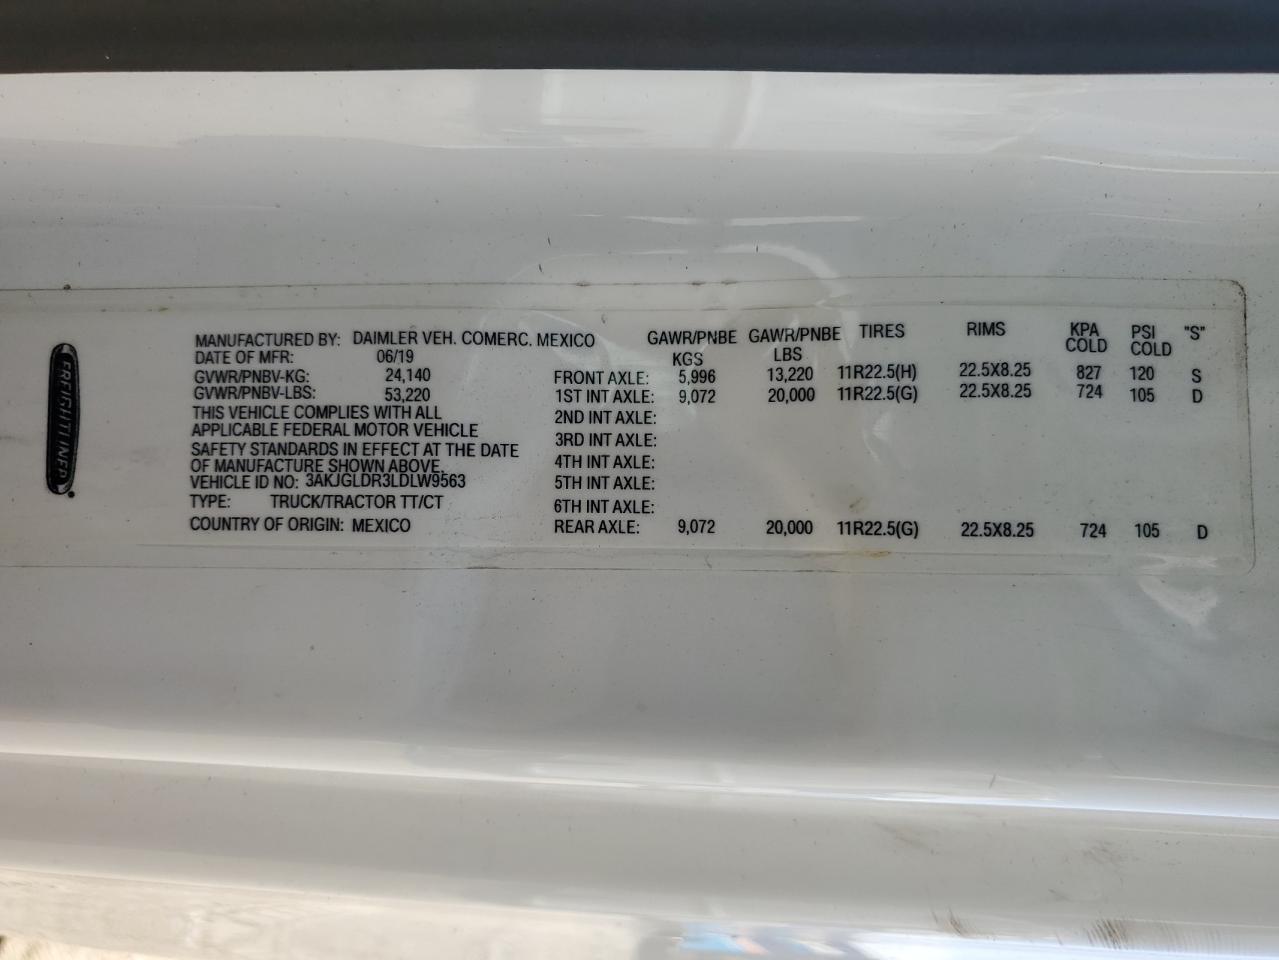 FREIGHTLINER
MANUFACTURED BY: DAIMLER VEH. COMERC. MEXICO
DATE OF MFR: 06/19
GVWR/PNBV-KG: 24,140
GVWR/PNBV-LBS: 53,220
THIS VEHICLE COMPLIES WITH ALL
APPLICABLE FEDERAL MOTOR VEHICLE
SAFETY STANDARDS IN EFFECT AT THE DATE
OF MANUFACTURE SHOWN ABOVE.
VEHICLE ID NO: 3AKJGLDR3LDLW9563
TYPE: TRUCK/TRACTOR TT/CT
COUNTRY OF ORIGIN: MEXICO
GAWR/PNBE GAWR/PNBE TIRES RIMS KPA PSI "S"
KGS LBS COLD COLD
FRONT AXLE: 5,996 13,220 11R22.5(H) 22.5X8.25 827 120 S
1ST INT AXLE: 9,072 20,000 11R22.5(G) 22.5X8.25 724 105 D
2ND INT AXLE:
3RD INT AXLE:
4TH INT AXLE:
5TH INT AXLE:
6TH INT AXLE:
REAR AXLE: 9,072 20,000 11R22.5(G) 22.5X8.25 724 105 D